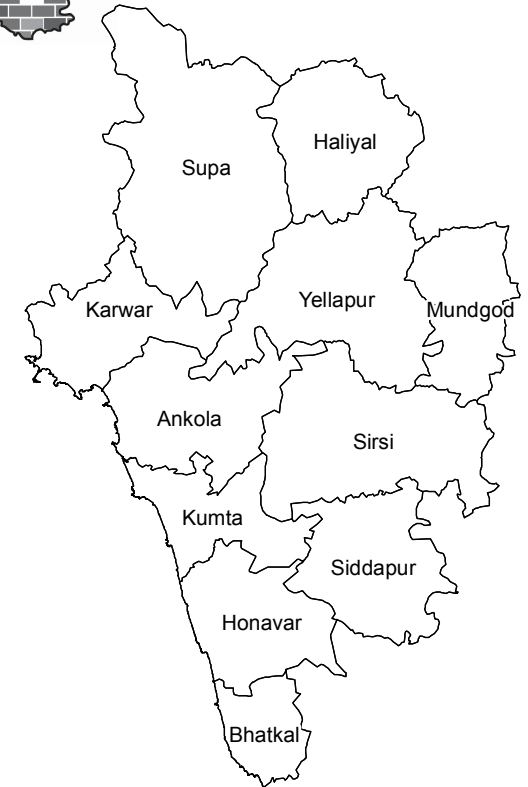 Haliyal
Supa
Yellapur
Karwar
Mundgod
Ankola
Sirsi
Kumta
Siddapur
Honavar
Bhatkal